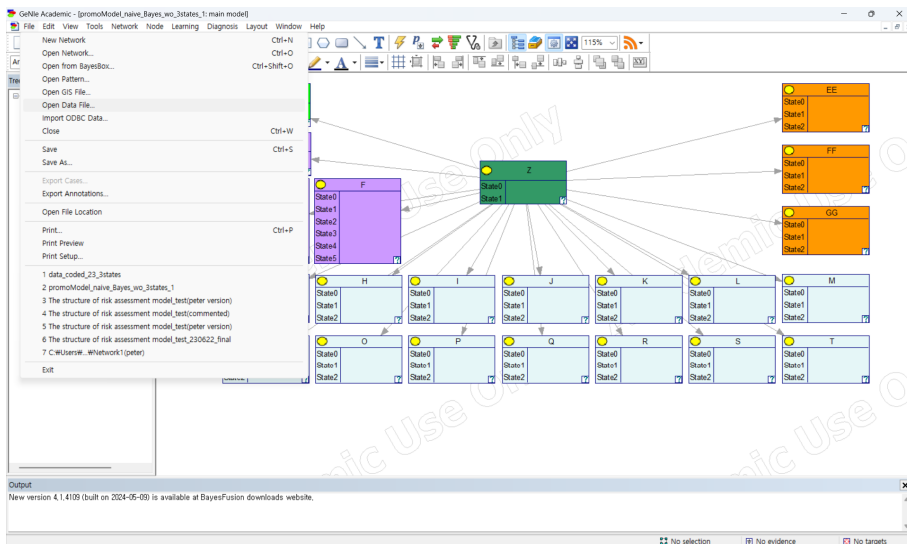 GeNIe Academic - [promoModel_naive_Bayes_wo_3states_1: main model]
File Edit View Tools Network Node Learning Diagnosis Layout Window Help
New Network Ctrl+N
Open Network... Ctrl+O
Open from BayesBox... Ctrl+Shift+O
Open Pattern...
Open GIS File...
Open Data File...
Import ODBC Data...
Close Ctrl+W
Save Ctrl+S
Save As...
Export Cases...
Export Annotations...
Open File Location
Print... Ctrl+P
Print Preview
Print Setup...
1 data_coded_23_3states
2 promoModel_naive_Bayes_wo_3states_1
3 The structure of risk assessment model_test(peter version)
4 The structure of risk assessment model_test(commented)
5 The structure of risk assessment model_test(peter version)
6 The structure of risk assessment model_test_230622_final
7 C:₩Users₩...₩Network1(peter)
Exit
115%
EE
State0
State1
State2
FF
State0
State1
State2
GG
State0
State1
State2
Z
State0
State1
F
State0
State1
State2
State3
State4
State5
H
State0
State1
State2
I
State0
State1
State2
J
State0
State1
State2
K
State0
State1
State2
L
State0
State1
State2
M
State0
State1
State2
O
State0
State1
State2
P
State0
State1
State2
Q
State0
State1
State2
R
State0
State1
State2
S
State0
State1
State2
T
State0
State1
State2
Output
New version 4.1.4109 (built on 2024-05-09) is available at BayesFusion downloads website.
No selection No evidence No targets